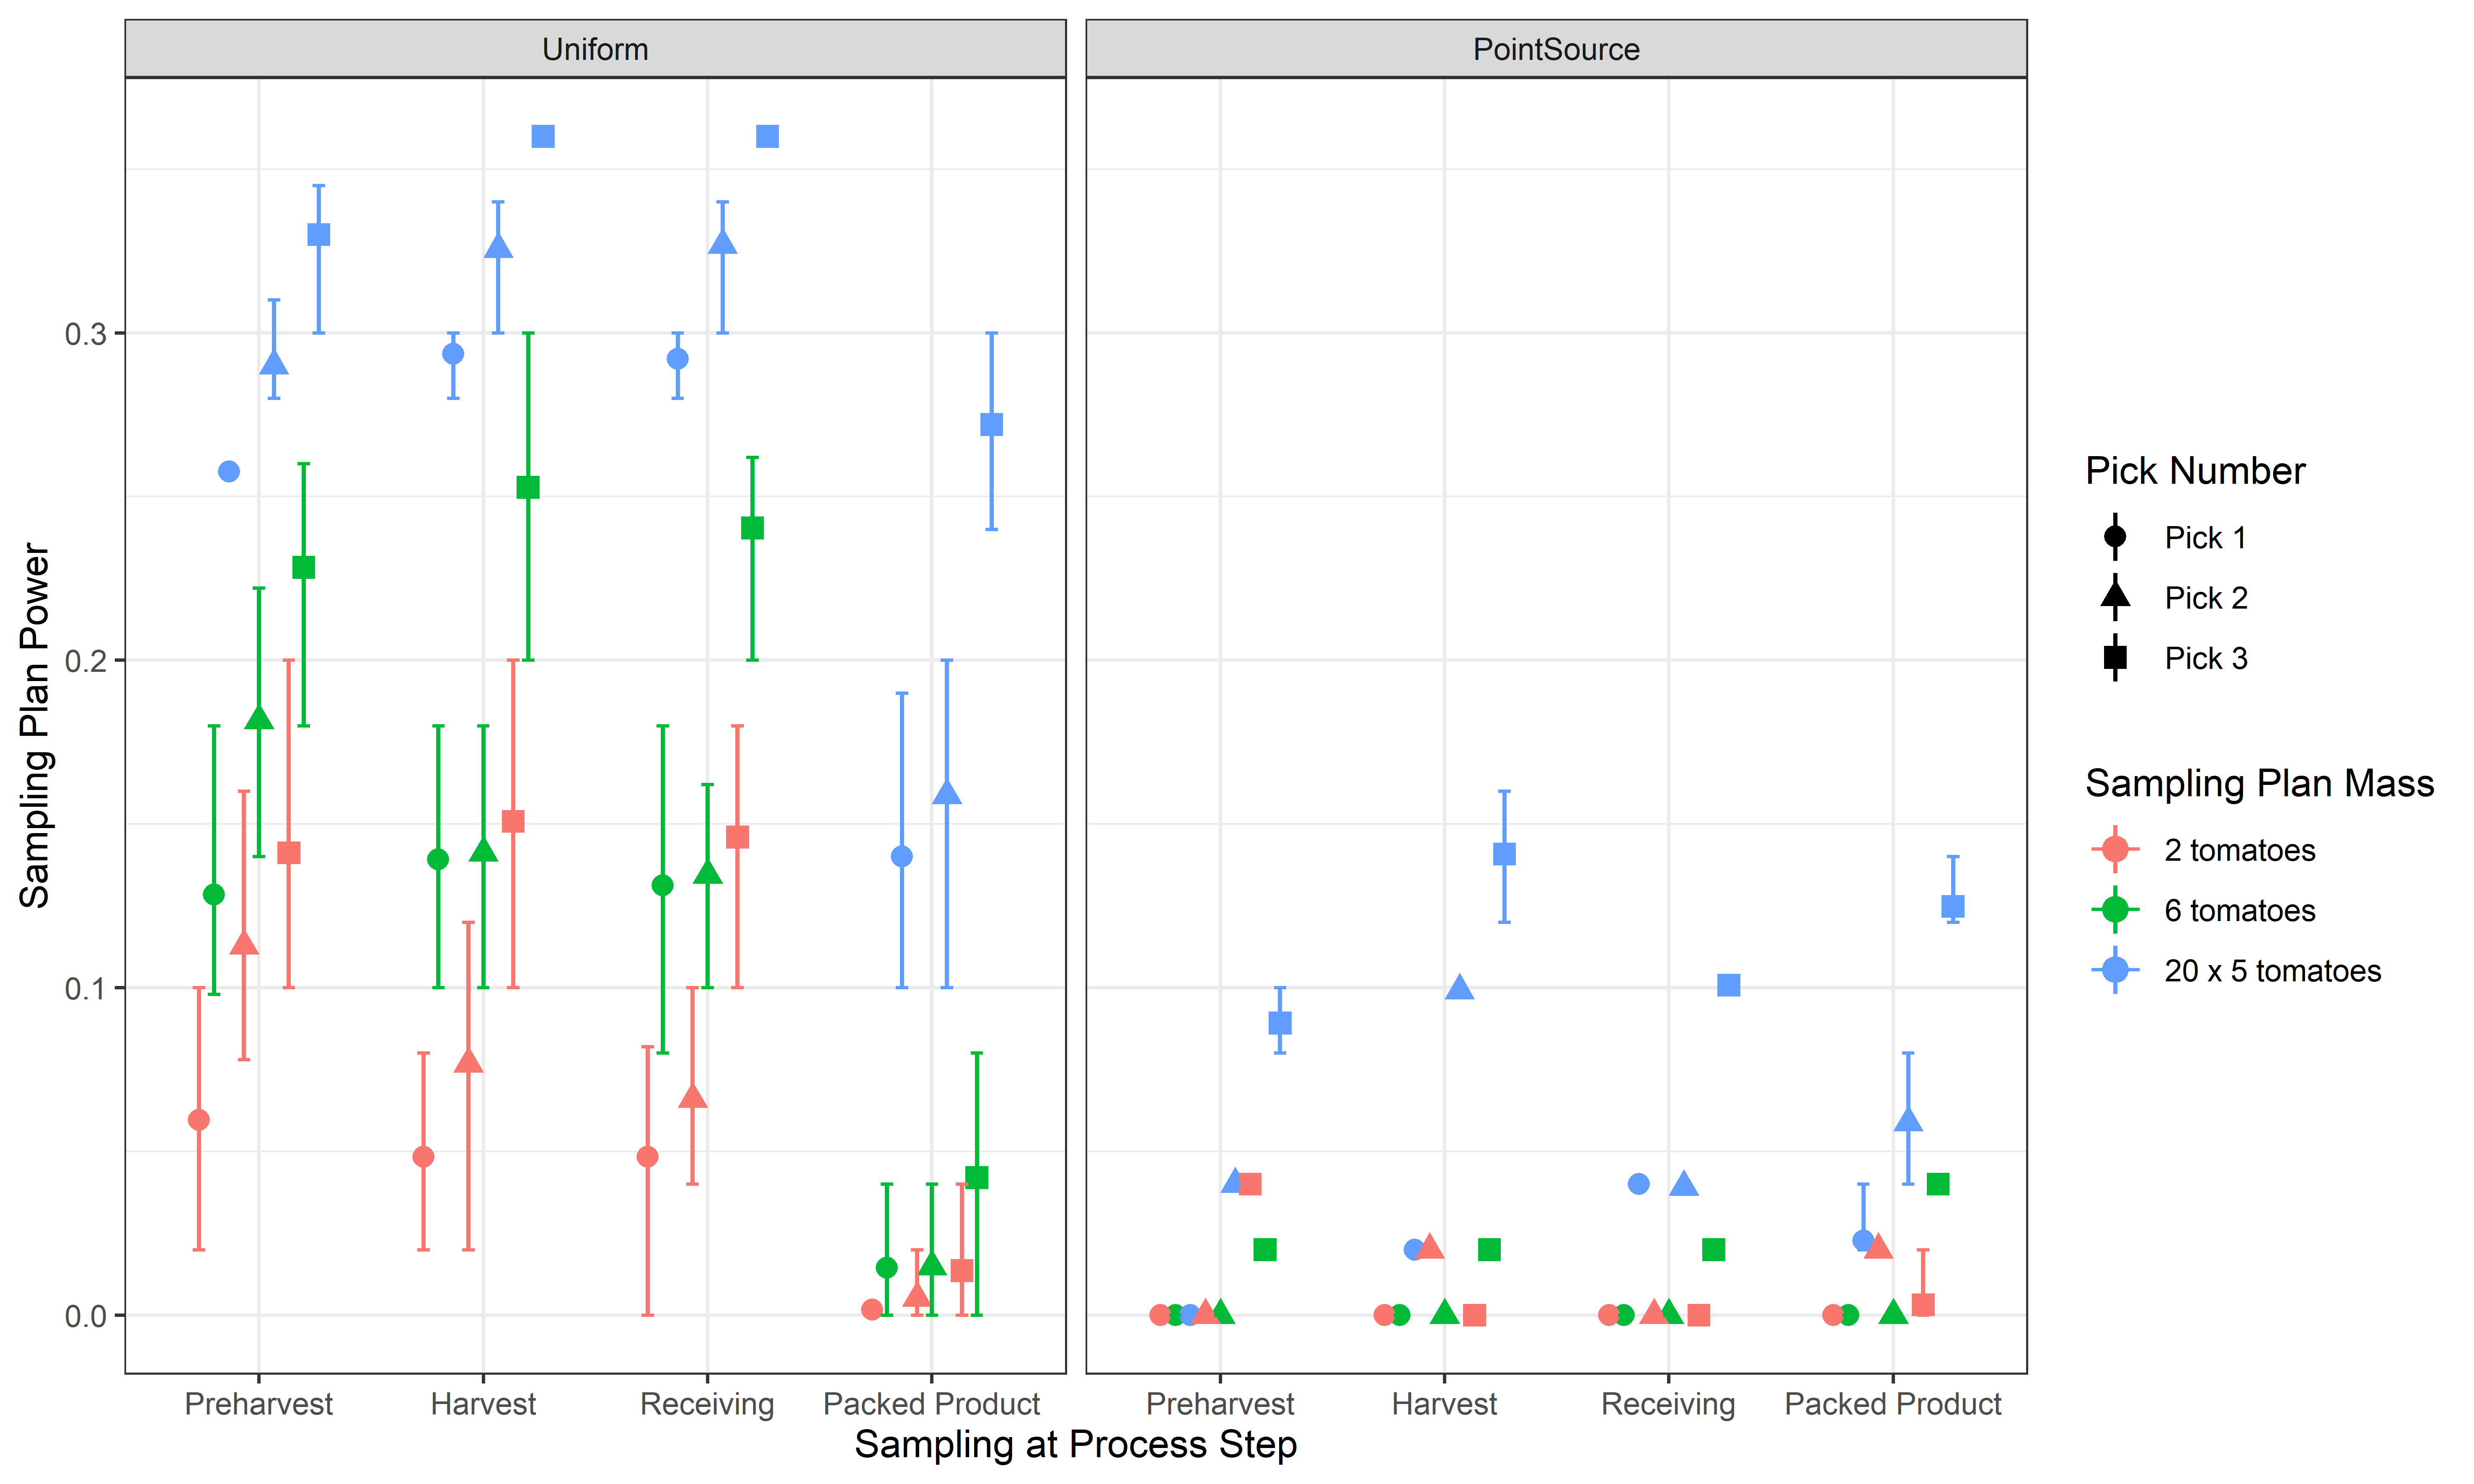 Uniform
PointSource
Sampling Plan Power
0.3
0.2
0.1
0.0
Preharvest
Harvest
Receiving
Packed Product
Preharvest
Harvest
Receiving
Packed Product
Sampling at Process Step
Pick Number
Pick 1
Pick 2
Pick 3
Sampling Plan Mass
2 tomatoes
6 tomatoes
20 x 5 tomatoes